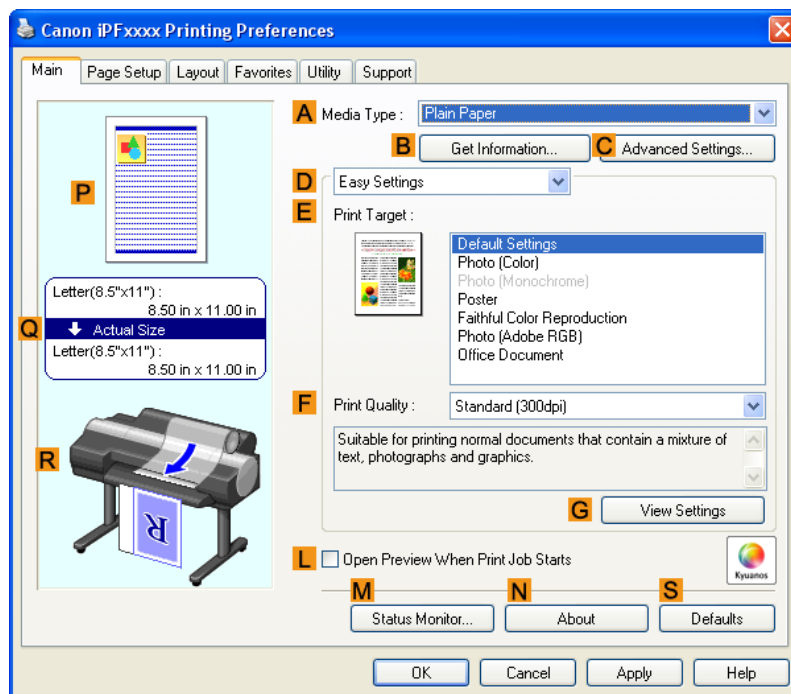 Canon iPFxxxx Printing Preferences
Main Page Setup Layout Favorites Utility Support
A Media Type : Plain Paper
B Get Information... C Advanced Settings...
D Easy Settings
E Print Target :
Default Settings
Photo (Color)
Photo (Monochrome)
Poster
Faithful Color Reproduction
Photo (Adobe RGB)
Office Document
F Print Quality : Standard (300dpi)
Suitable for printing normal documents that contain a mixture of
text, photographs and graphics.
G View Settings
P
Letter(8.5"x11") :
8.50 in x 11.00 in
Q Actual Size
Letter(8.5"x11") :
8.50 in x 11.00 in
R
R
L Open Preview When Print Job Starts
Kyuanos
M N S
Status Monitor... About Defaults
OK Cancel Apply Help